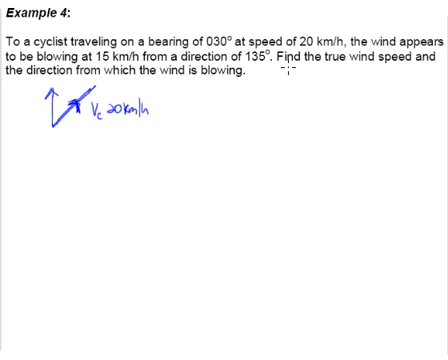 Example 4:
To a cyclist traveling on a bearing of 030° at speed of 20 km/h, the wind appears
to be blowing at 15 km/h from a direction of 135°. Find the true wind speed and
the direction from which the wind is blowing.
Vc 20km/h